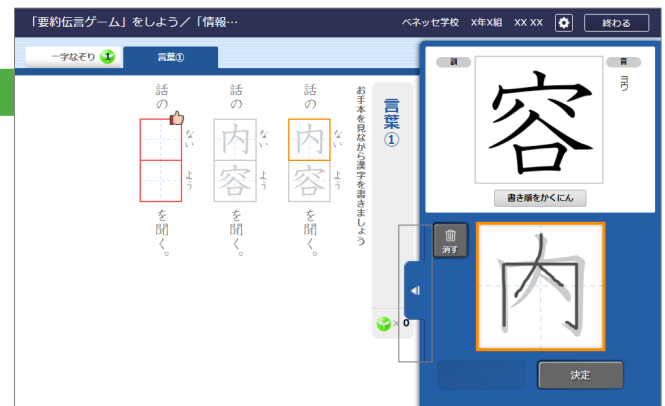 「要約伝言ゲーム」をしよう／「情報…
ベネッセ学校 X年X組 XX XX
終わる
一字なぞり 1
言葉①
言葉①
お手本を見ながら漢字を書きましょう
× 0
話の内容を聞く。
ない よう
話の内容を聞く。
ない よう
話の
ない よう
を聞く。
訓
音
ヨウ
容
書き順をかくにん
消す
内
決定